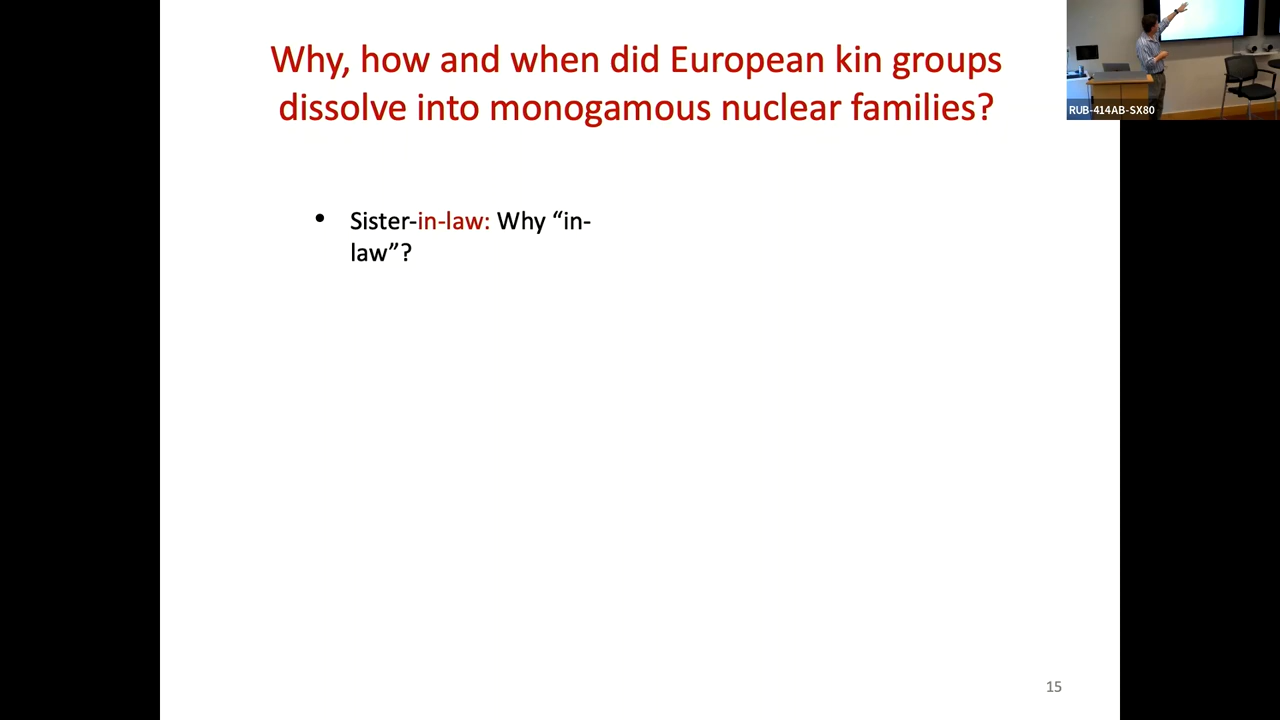 Why, how and when did European kin groups
dissolve into monogamous nuclear families?
RUB-414AB-SX80
• Sister-in-law: Why “in-
law”?
15